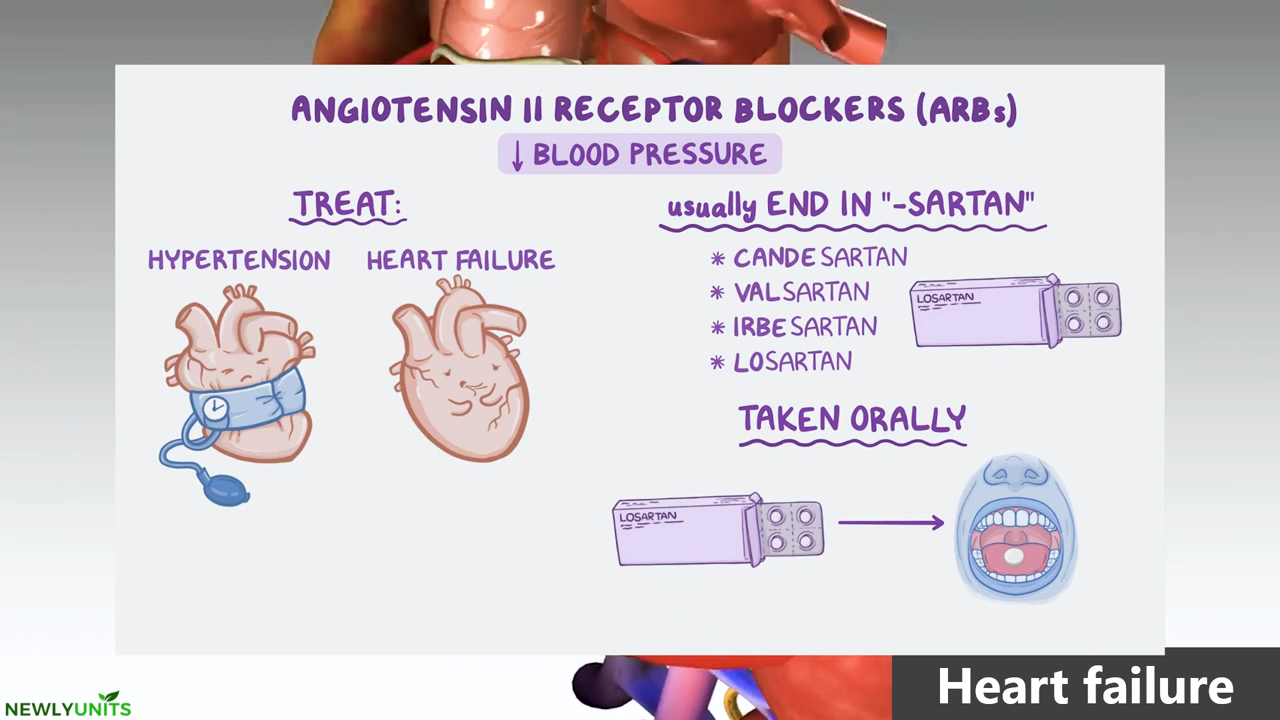 ANGIOTENSIN II RECEPTOR BLOCKERS (ARBs)
↓ BLOOD PRESSURE
TREAT:
HYPERTENSION
HEART FAILURE
usually END IN "-SARTAN"
* CANDESARTAN
* VALSARTAN
* IRBESARTAN
* LOSARTAN
LOSARTAN
TAKEN ORALLY
LOSARTAN
Heart failure
NEWLYUNITS